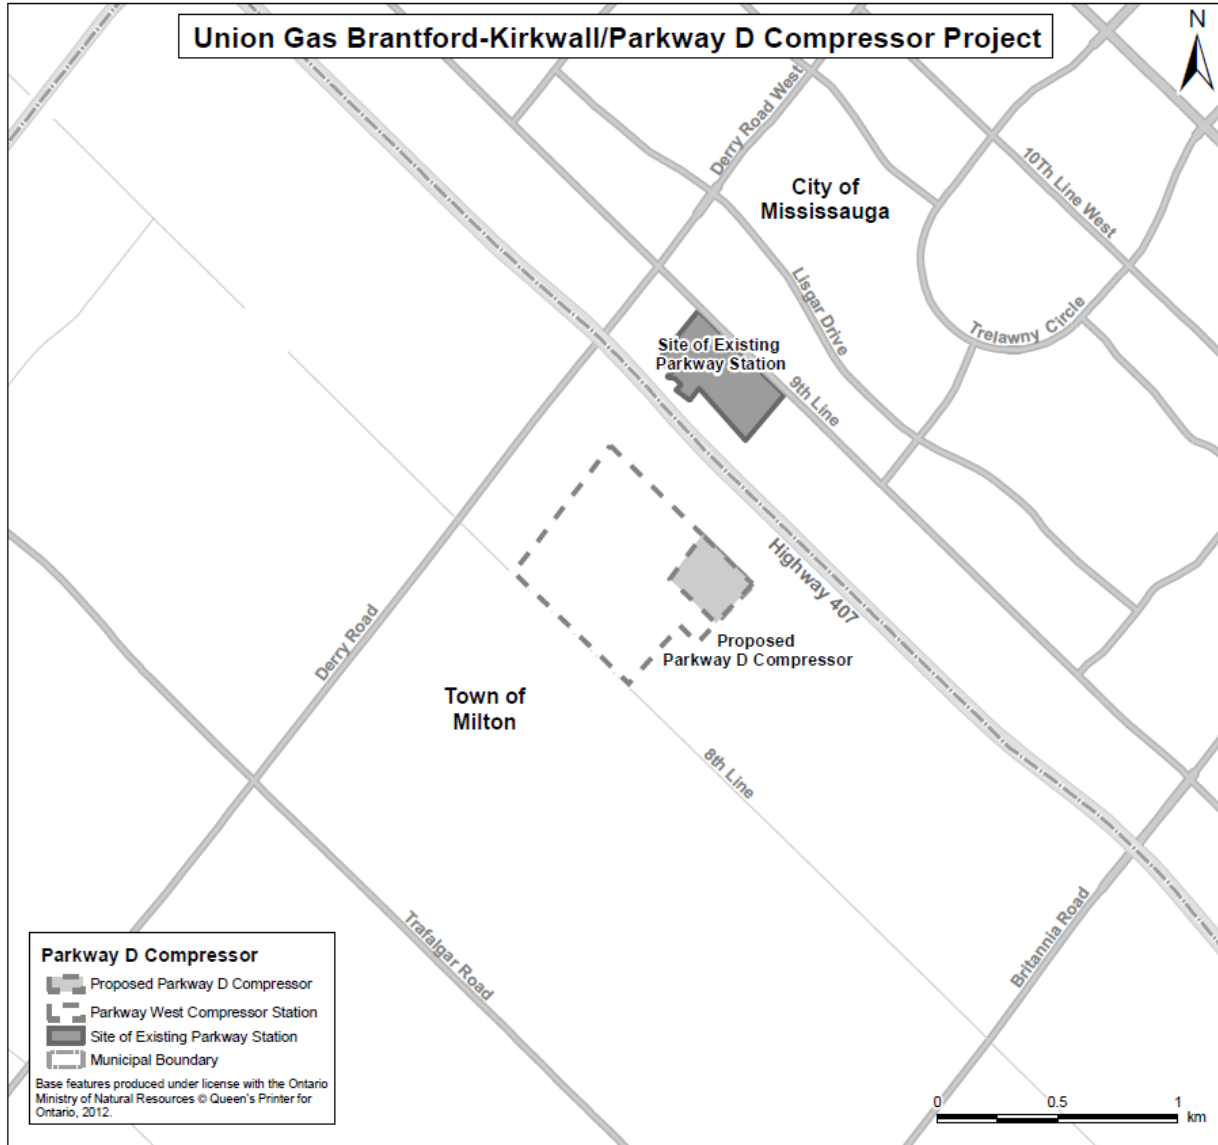 Union Gas Brantford-Kirkwall/Parkway D Compressor Project
N
Derry Road West
City of
Mississauga
10Th Line West
Lisgar Drive
Trelawny Circle
Site of Existing
Parkway Station
9th Line
Highway 407
Proposed
Parkway D Compressor
Derry Road
Town of
Milton
8th Line
Trafalgar Road
Britannia Road
Parkway D Compressor
Proposed Parkway D Compressor
Parkway West Compressor Station
Site of Existing Parkway Station
Municipal Boundary
Base features produced under license with the Ontario
Ministry of Natural Resources © Queen's Printer for
Ontario, 2012.
0 0.5 1
km